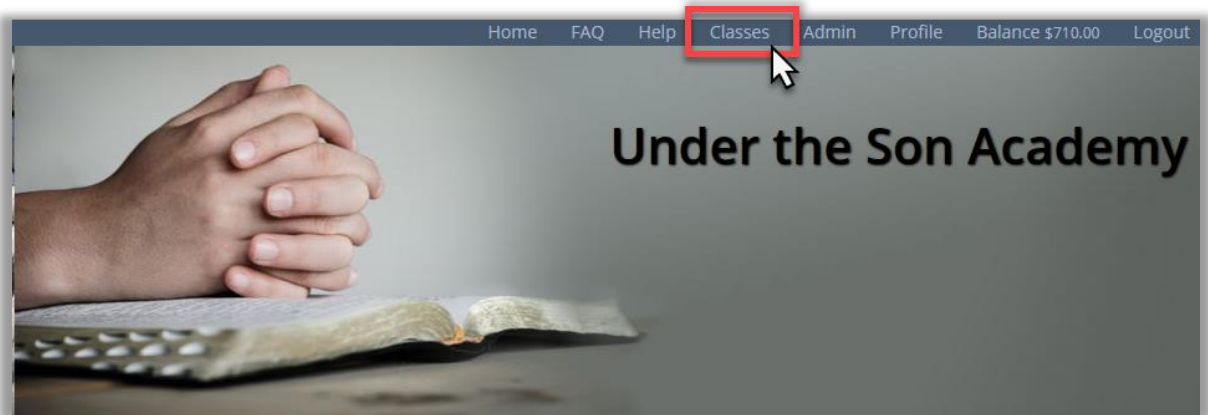 Home FAQ Help Classes Admin Profile Balance $710.00 Logout
Under the Son Academy